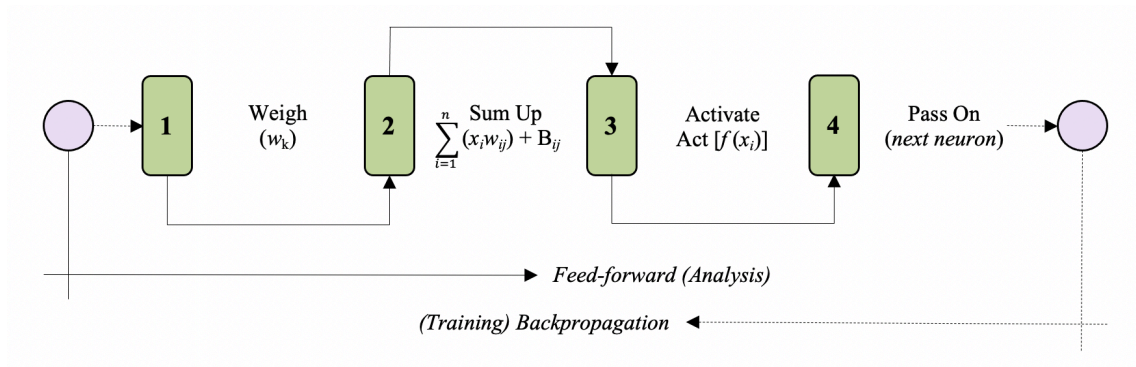 1
Weigh
(wk)
2
Sum Up
n
∑ (xiwij) + Bij
i=1
3
Activate
Act [f (xi)]
4
Pass On
(next neuron)
Feed-forward (Analysis)
(Training) Backpropagation